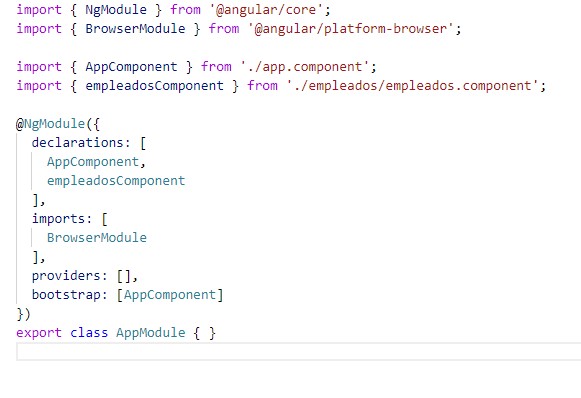 import { NgModule } from '@angular/core';
import { BrowserModule } from '@angular/platform-browser';
import { AppComponent } from './app.component';
import { empleadosComponent } from './empleados/empleados.component';
@NgModule({
declarations: [
AppComponent,
empleadosComponent
],
imports: [
BrowserModule
],
providers: [],
bootstrap: [AppComponent]
})
export class AppModule { }